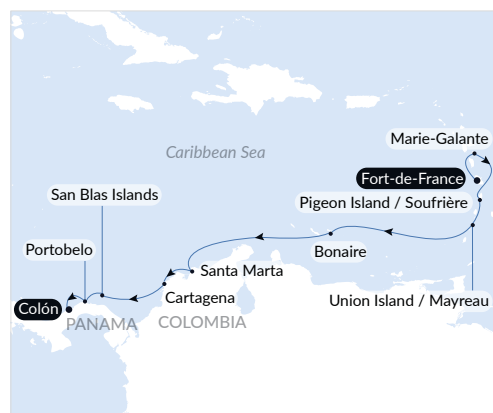 Marie-Galante
Caribbean Sea
Fort-de-France
San Blas Islands
Pigeon Island / Soufrière
Portobelo
Bonaire
Santa Marta
Cartagena
Union Island / Mayreau
Colón
PANAMA
COLOMBIA